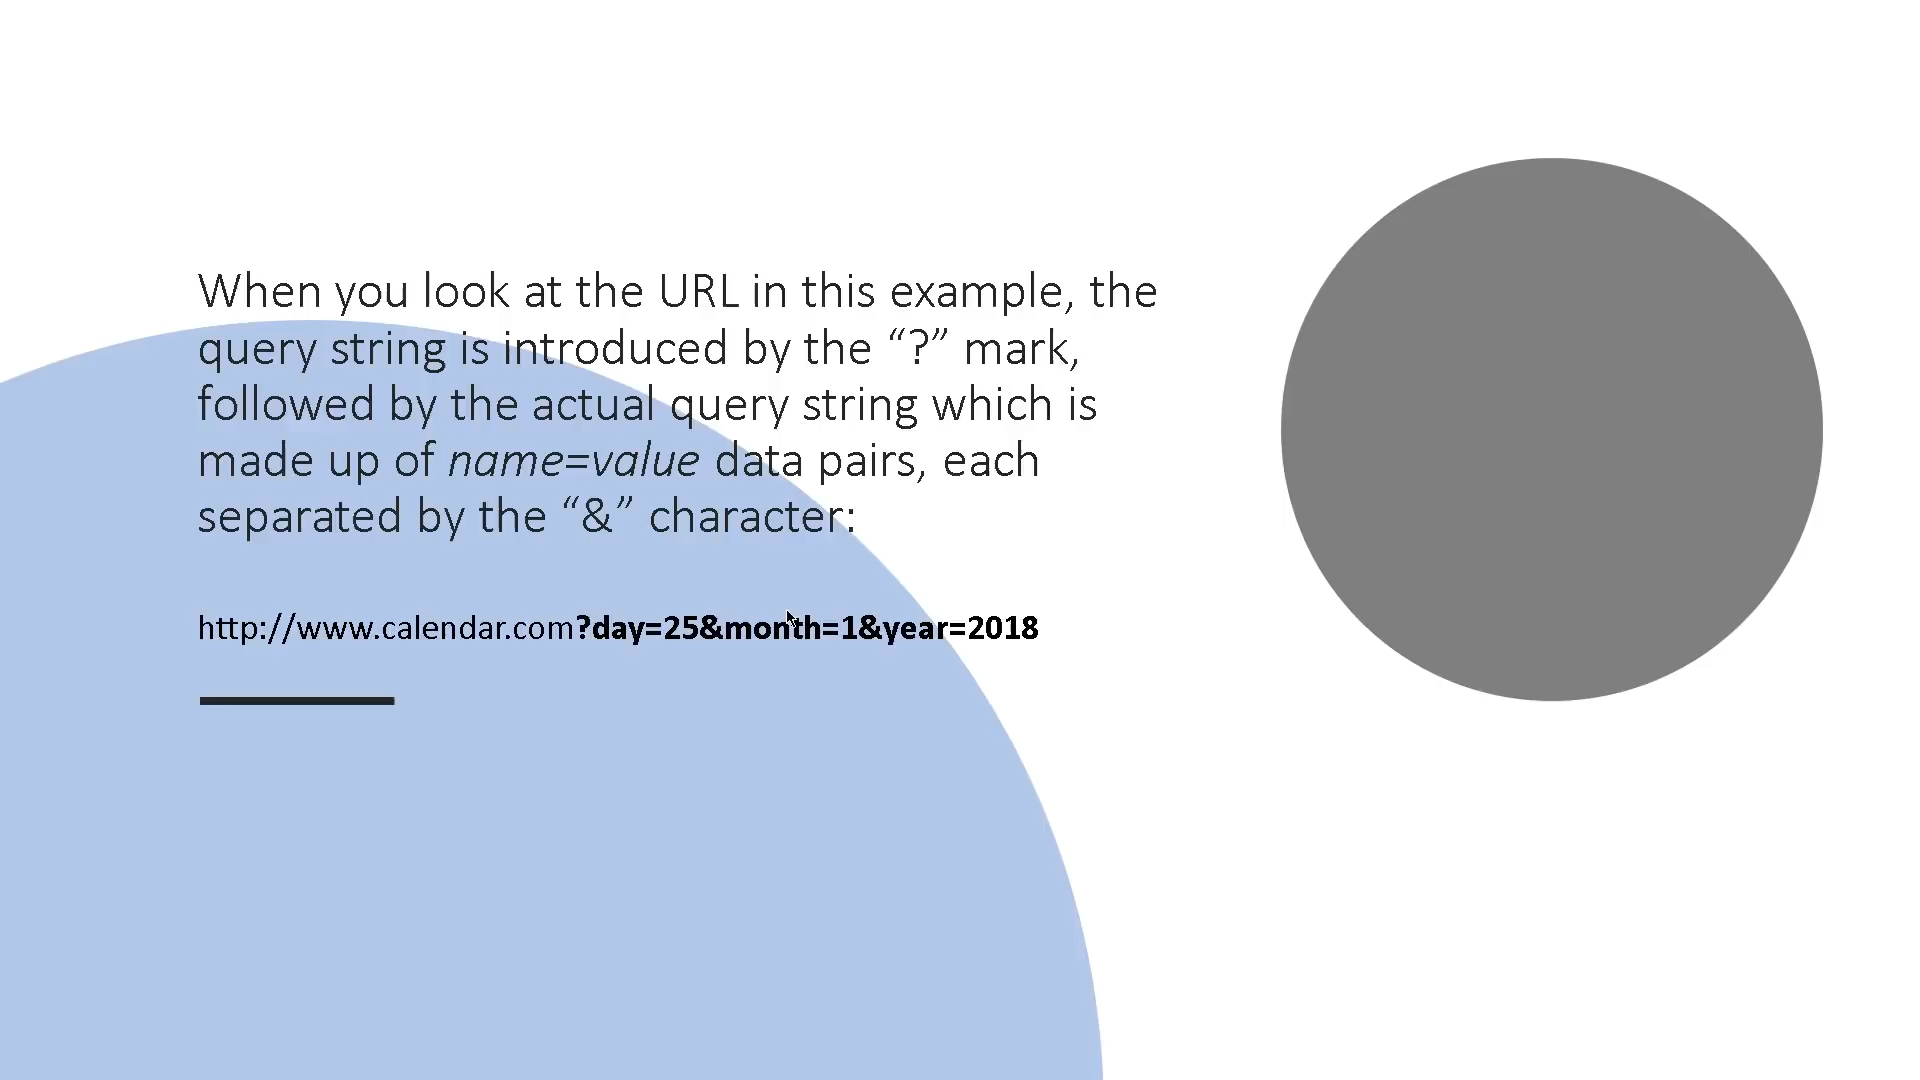 When you look at the URL in this example, the
query string is introduced by the “?” mark,
followed by the actual query string which is
made up of name=value data pairs, each
separated by the “&” character:
http://www.calendar.com?day=25&month=1&year=2018